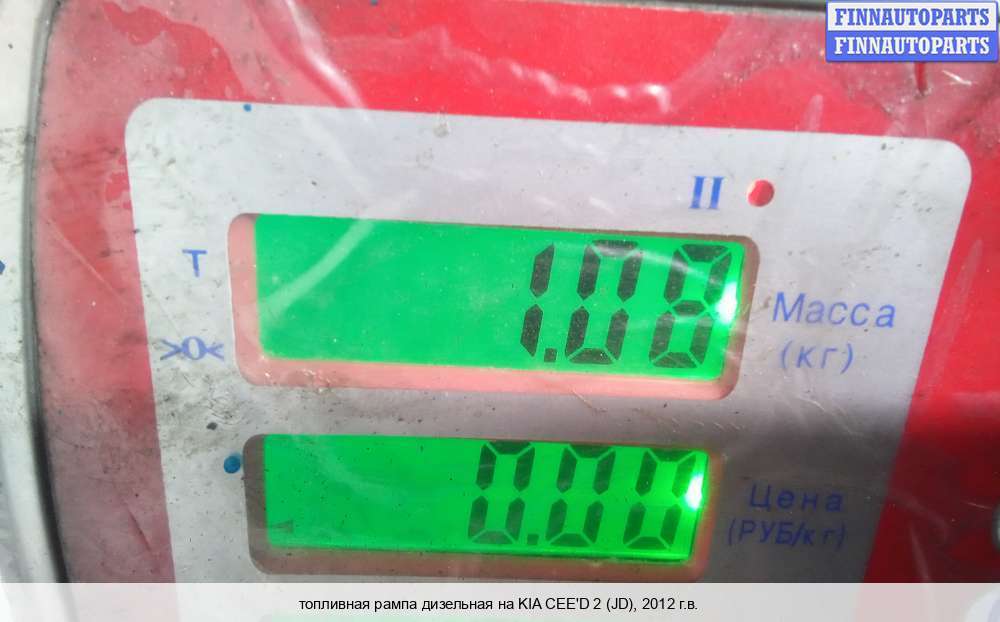 FINNAUTOPARTS
FINNAUTOPARTS
II
T
1.08
Масса
(кг)
>0<
0.00
Цена
(РУБ/кг)
топливная рампа дизельная на KIA CEE'D 2 (JD), 2012 г.в.